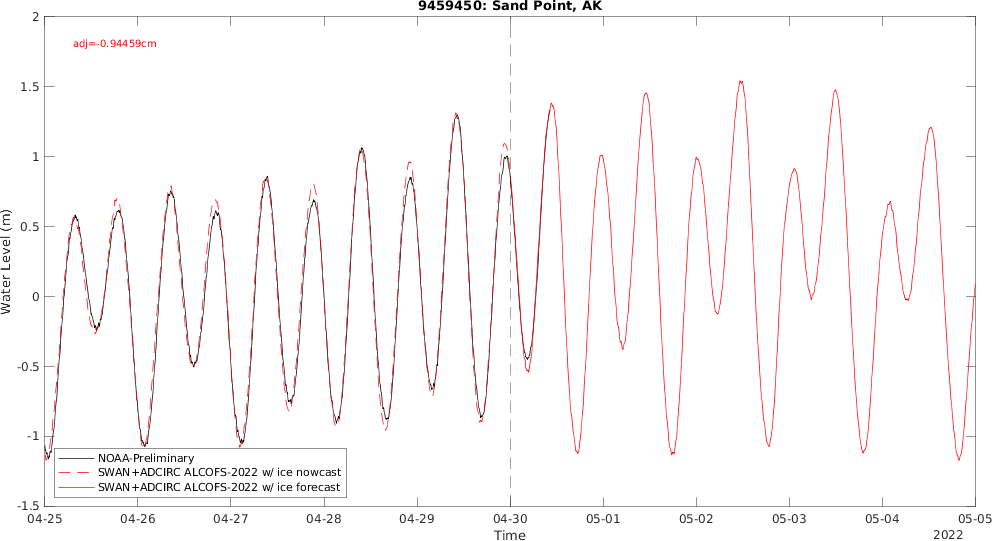 9459450: Sand Point, AK
adj=-0.94459cm
Water Level (m)
2
1.5
1
0.5
0
-0.5
-1
-1.5
NOAA-Preliminary
SWAN+ADCIRC ALCOFS-2022 w/ ice nowcast
SWAN+ADCIRC ALCOFS-2022 w/ ice forecast
04-25 04-26 04-27 04-28 04-29 04-30 05-01 05-02 05-03 05-04 05-05
Time
2022